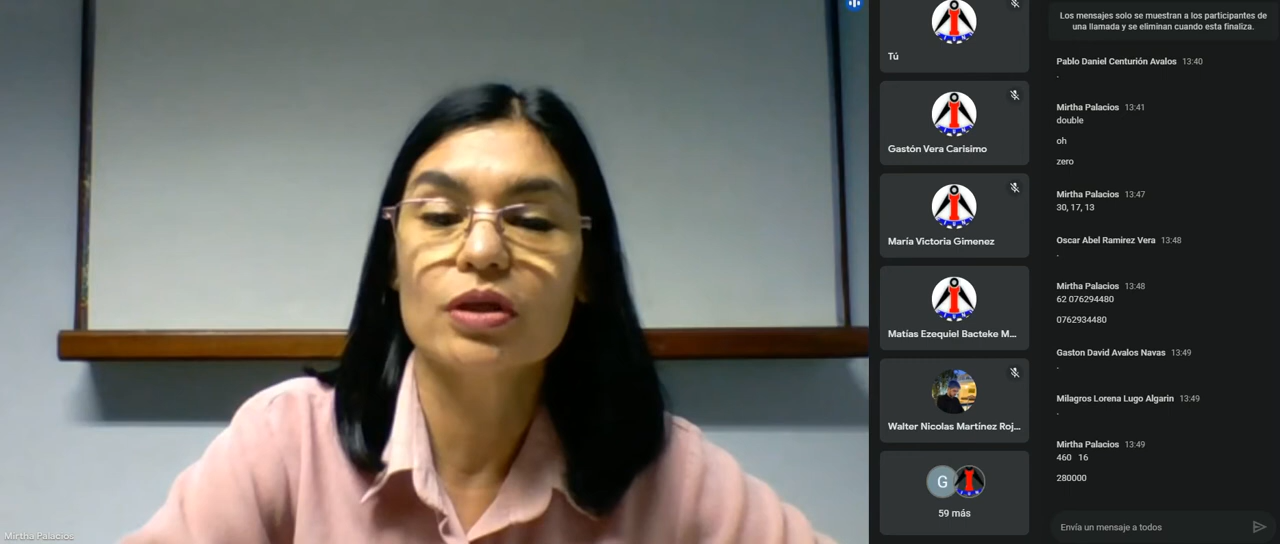 Mirtha Palacios
Tú
Gastón Vera Carisimo
María Victoria Gimenez
Matías Ezequiel Bacteke M...
Walter Nicolas Martínez Roj...
G
59 más
Los mensajes solo se muestran a los participantes de
una llamada y se eliminan cuando esta finaliza.
Pablo Daniel Centurión Avalos 13:40
.
Mirtha Palacios 13:41
double
oh
zero
Mirtha Palacios 13:47
30, 17, 13
Oscar Abel Ramirez Vera 13:48
.
Mirtha Palacios 13:48
62 076294480
0762934480
Gaston David Avalos Navas 13:49
.
Milagros Lorena Lugo Algarin 13:49
.
Mirtha Palacios 13:49
460 16
280000
Envía un mensaje a todos